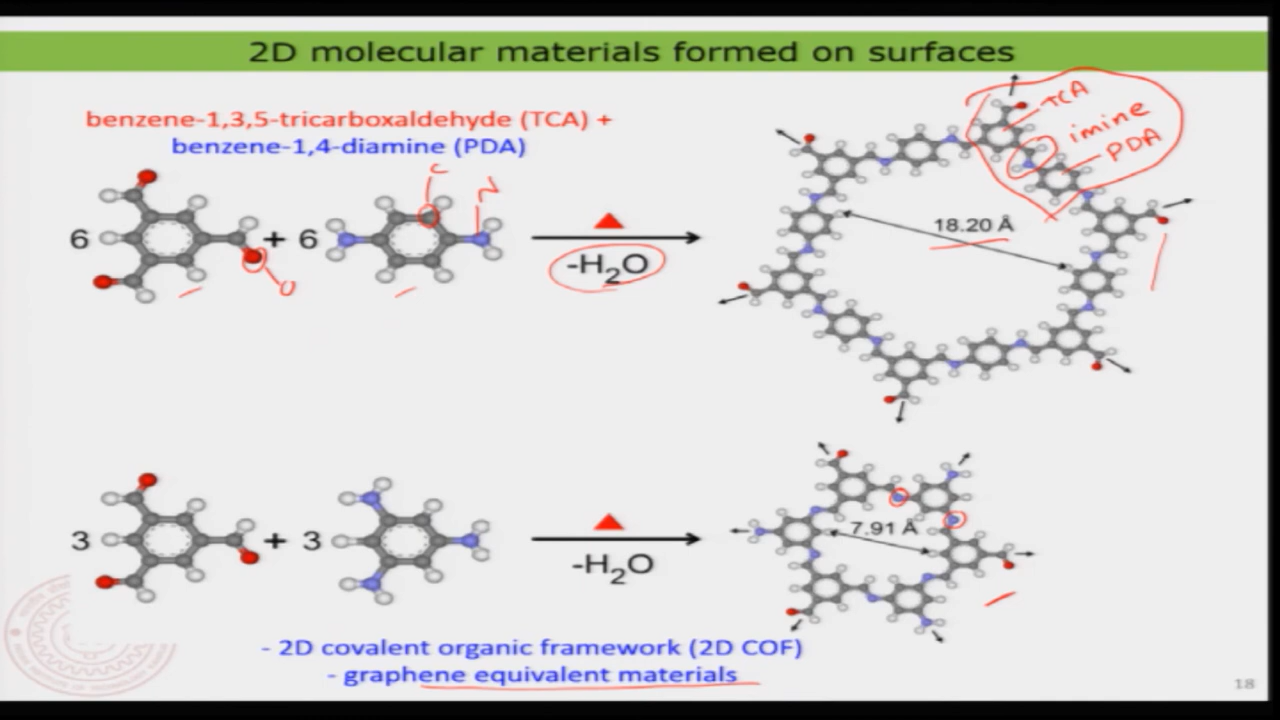 2D molecular materials formed on surfaces
benzene-1,3,5-tricarboxaldehyde (TCA) +
benzene-1,4-diamine (PDA)
C
N
O
6 + 6
-H₂O
TCA
imine
PDA
18.20 Å
3 + 3
-H₂O
7.91 Å
- 2D covalent organic framework (2D COF)
- graphene equivalent materials
18